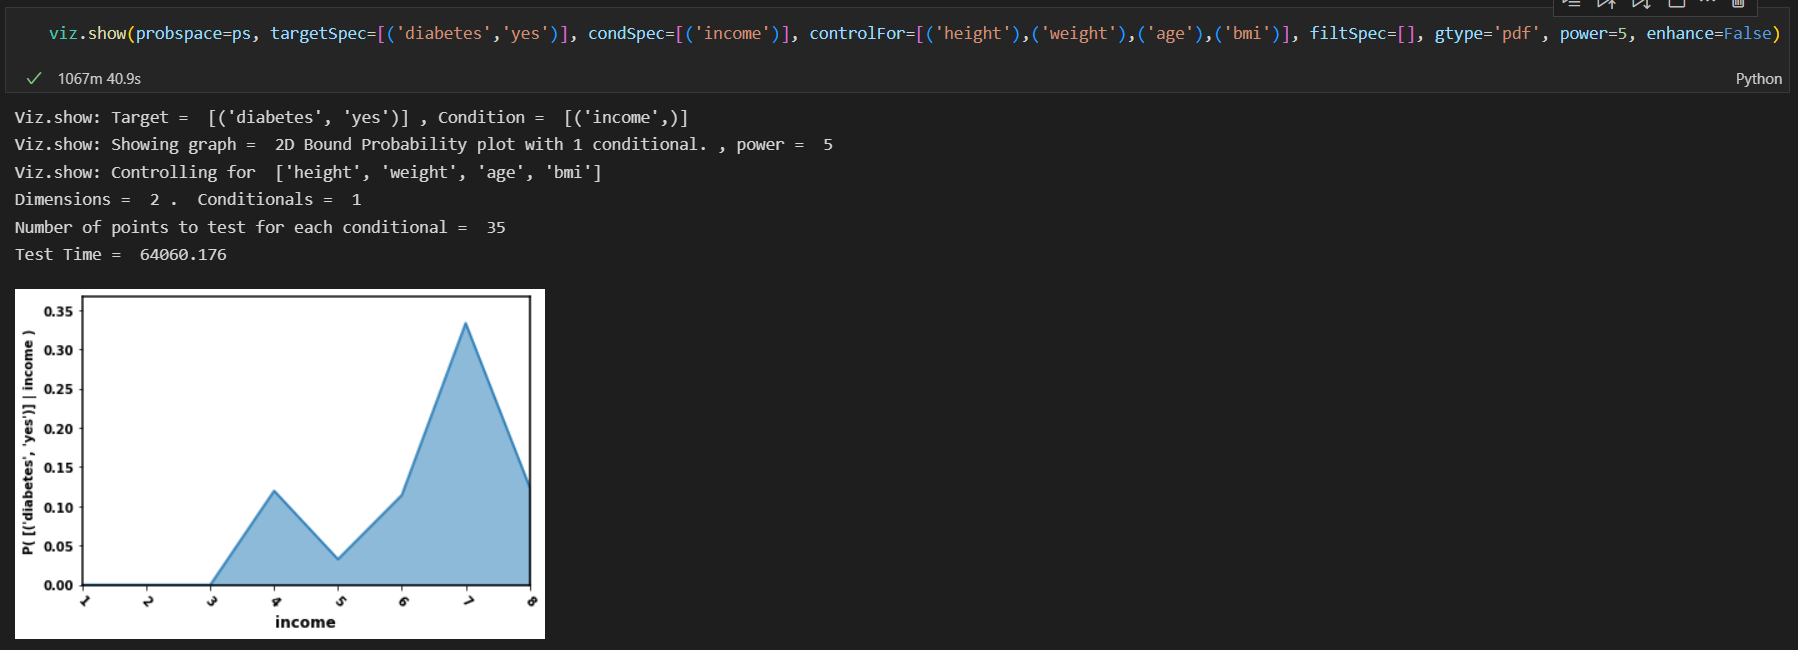 viz.show(probspace=ps, targetSpec=[('diabetes','yes')], condSpec=[('income')], controlFor=[('height'),('weight'),('age'),('bmi')], filtSpec=[], gtype='pdf', power=5, enhance=False)
1067m 40.9s
Python
Viz.show: Target =  [('diabetes', 'yes')] , Condition =  [('income',)]
Viz.show: Showing graph =  2D Bound Probability plot with 1 conditional. , power =  5
Viz.show: Controlling for  ['height', 'weight', 'age', 'bmi']
Dimensions =  2 .  Conditionals =  1
Number of points to test for each conditional =  35
Test Time =  64060.176
P( [('diabetes', 'yes')] | income )
0.35
0.30
0.25
0.20
0.15
0.10
0.05
0.00
1 2 3 4 5 6 7 8
income